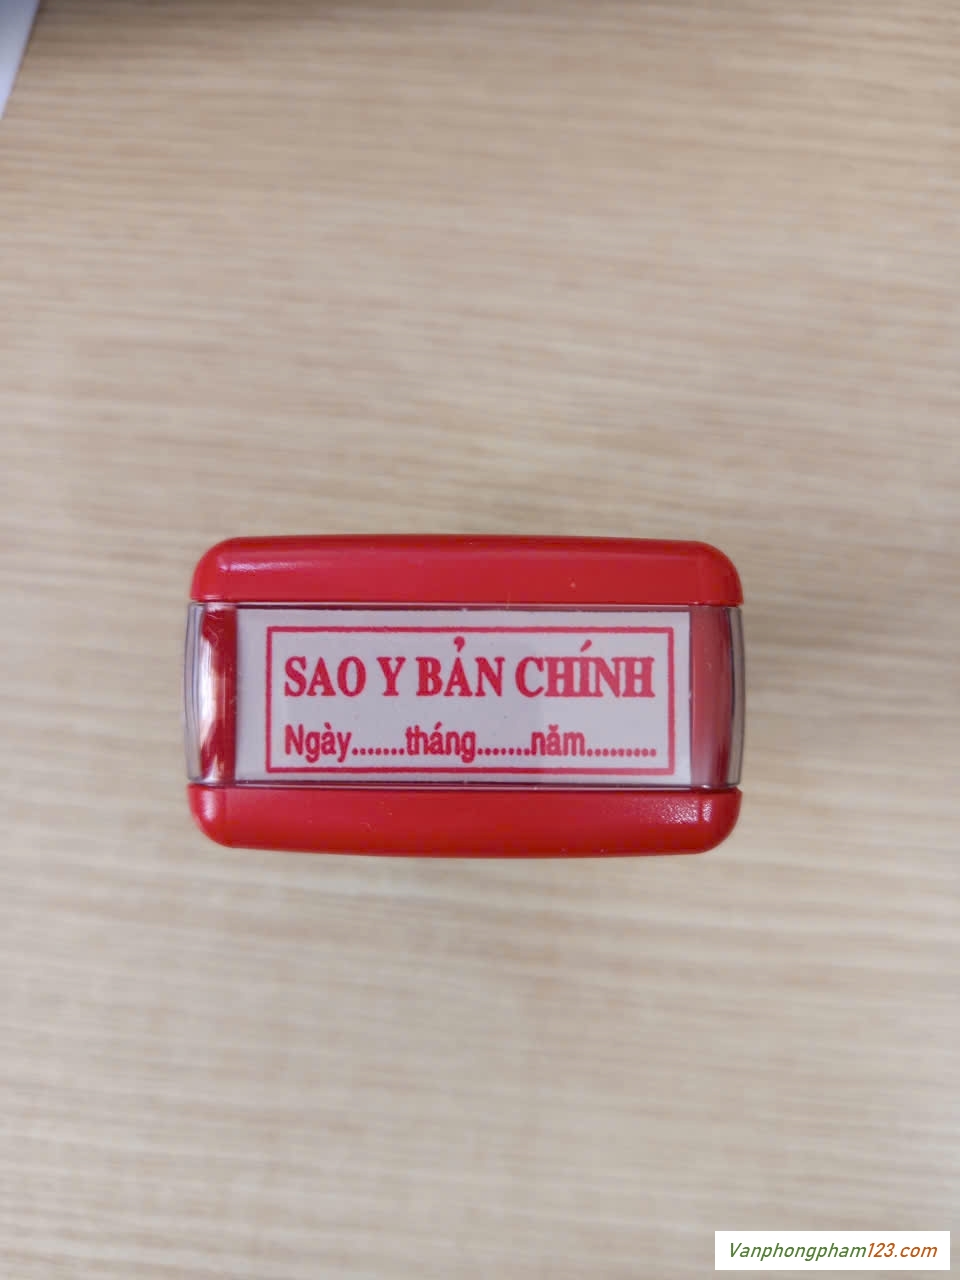 SAO Y BẢN CHÍNH
Ngày.......tháng.......năm.........
Vanphongpham123.com